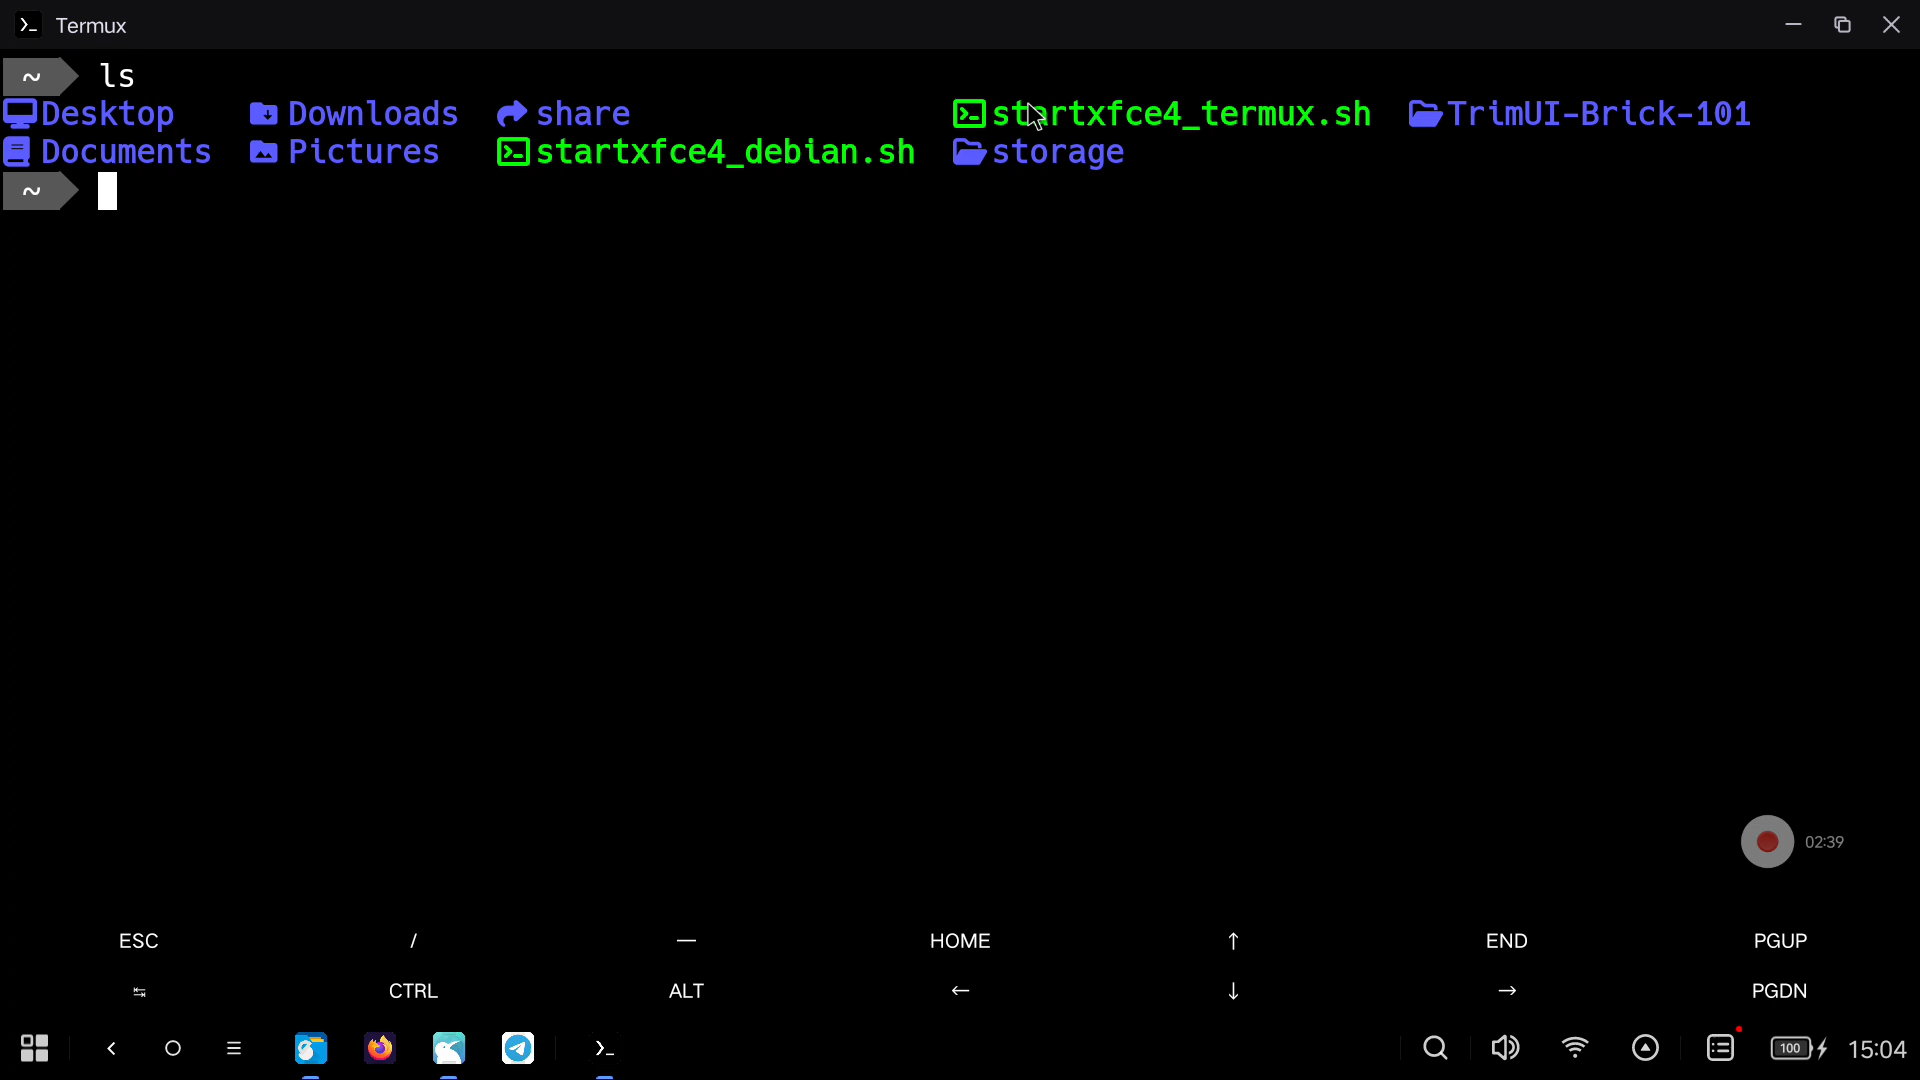 Termux
~ ls
Desktop Downloads share startxfce4_termux.sh TrimUI-Brick-101
Documents Pictures startxfce4_debian.sh storage
~
02:39
ESC / — HOME ↑ END PGUP
↹ CTRL ALT ← ↓ → PGDN
100 15:04